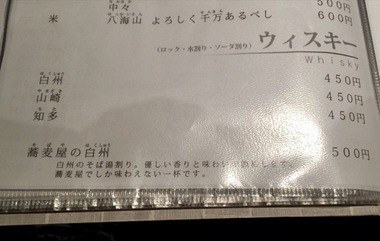 中々 500円
米 八海山 よろしく千万あるべし 600円
(ロック・水割り・ソーダ割り) ウィスキー
Whisky
白州 450円
山崎 450円
知多 450円
蕎麦屋の白州 500円
白州のそば湯割り。優しい香りと味わい
蕎麦屋でしか味わえない一杯です。